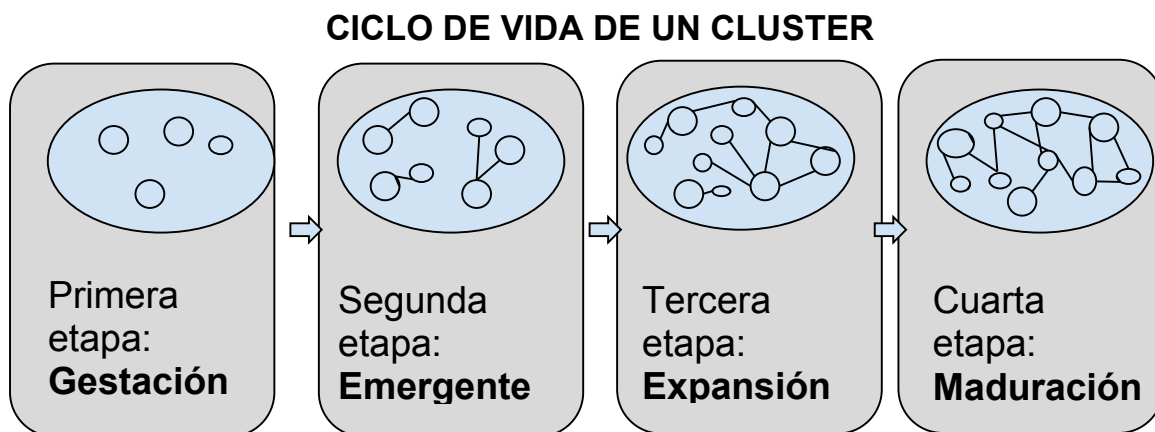 CICLO DE VIDA DE UN CLUSTER
Primera
etapa:
Gestación
Segunda
etapa:
Emergente
Tercera
etapa:
Expansión
Cuarta
etapa:
Maduración